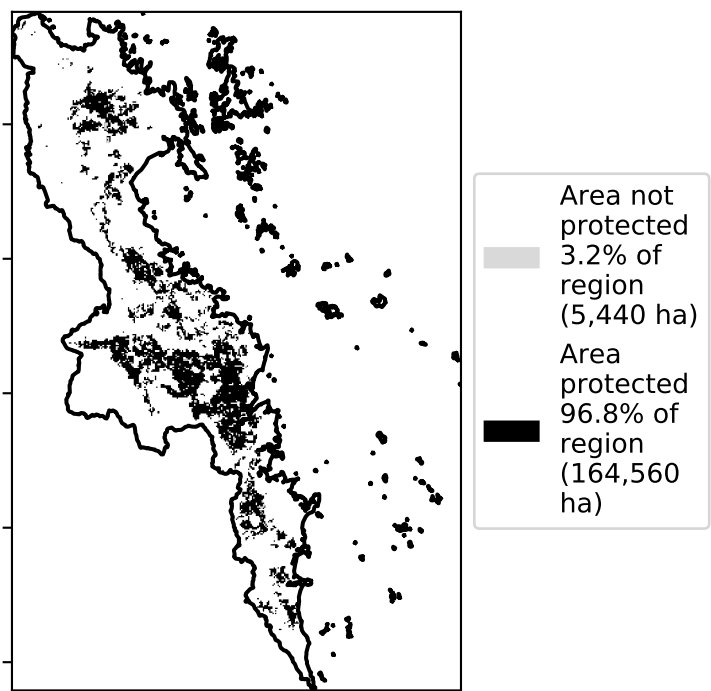 Area not
protected
3.2% of
region
(5,440 ha)
Area
protected
96.8% of
region
(164,560
ha)